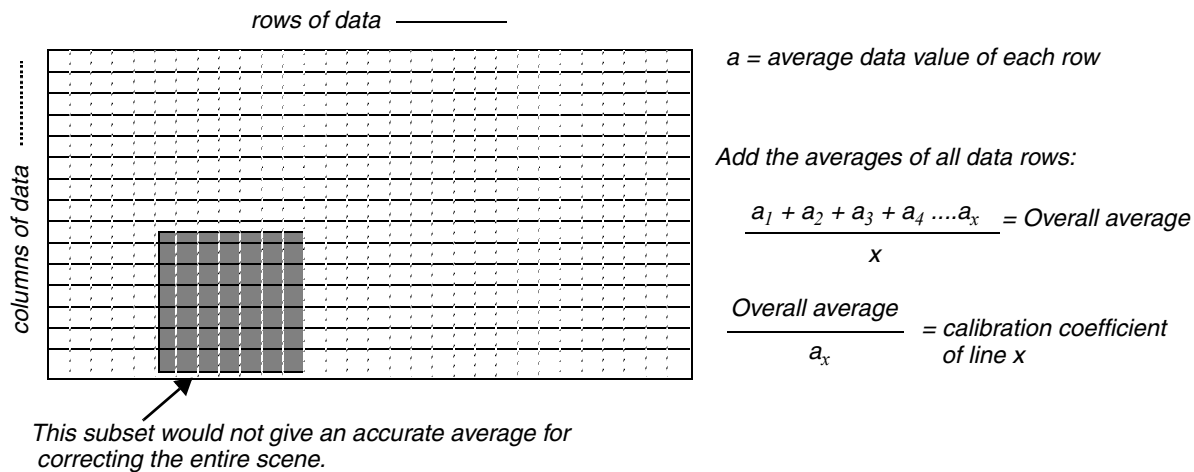 rows of data
columns of data
a = average data value of each row
Add the averages of all data rows:
a1 + a2 + a3 + a4 ....ax
x
= Overall average
Overall average
ax
= calibration coefficient
of line x
This subset would not give an accurate average for
correcting the entire scene.